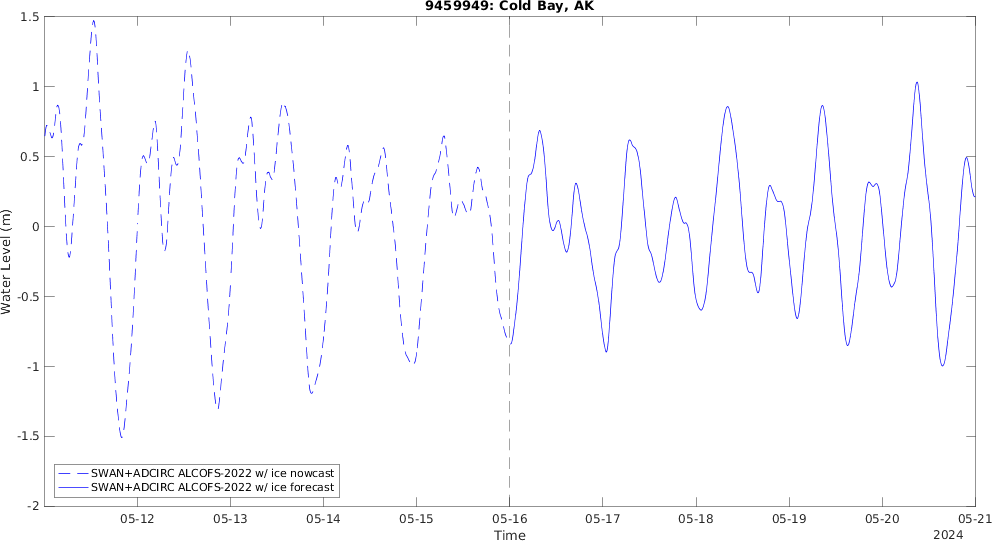 9459949: Cold Bay, AK
1.5
1
0.5
0
-0.5
-1
-1.5
-2
Water Level (m)
SWAN+ADCIRC ALCOFS-2022 w/ ice nowcast
SWAN+ADCIRC ALCOFS-2022 w/ ice forecast
05-12 05-13 05-14 05-15 05-16 05-17 05-18 05-19 05-20 05-21
Time
2024